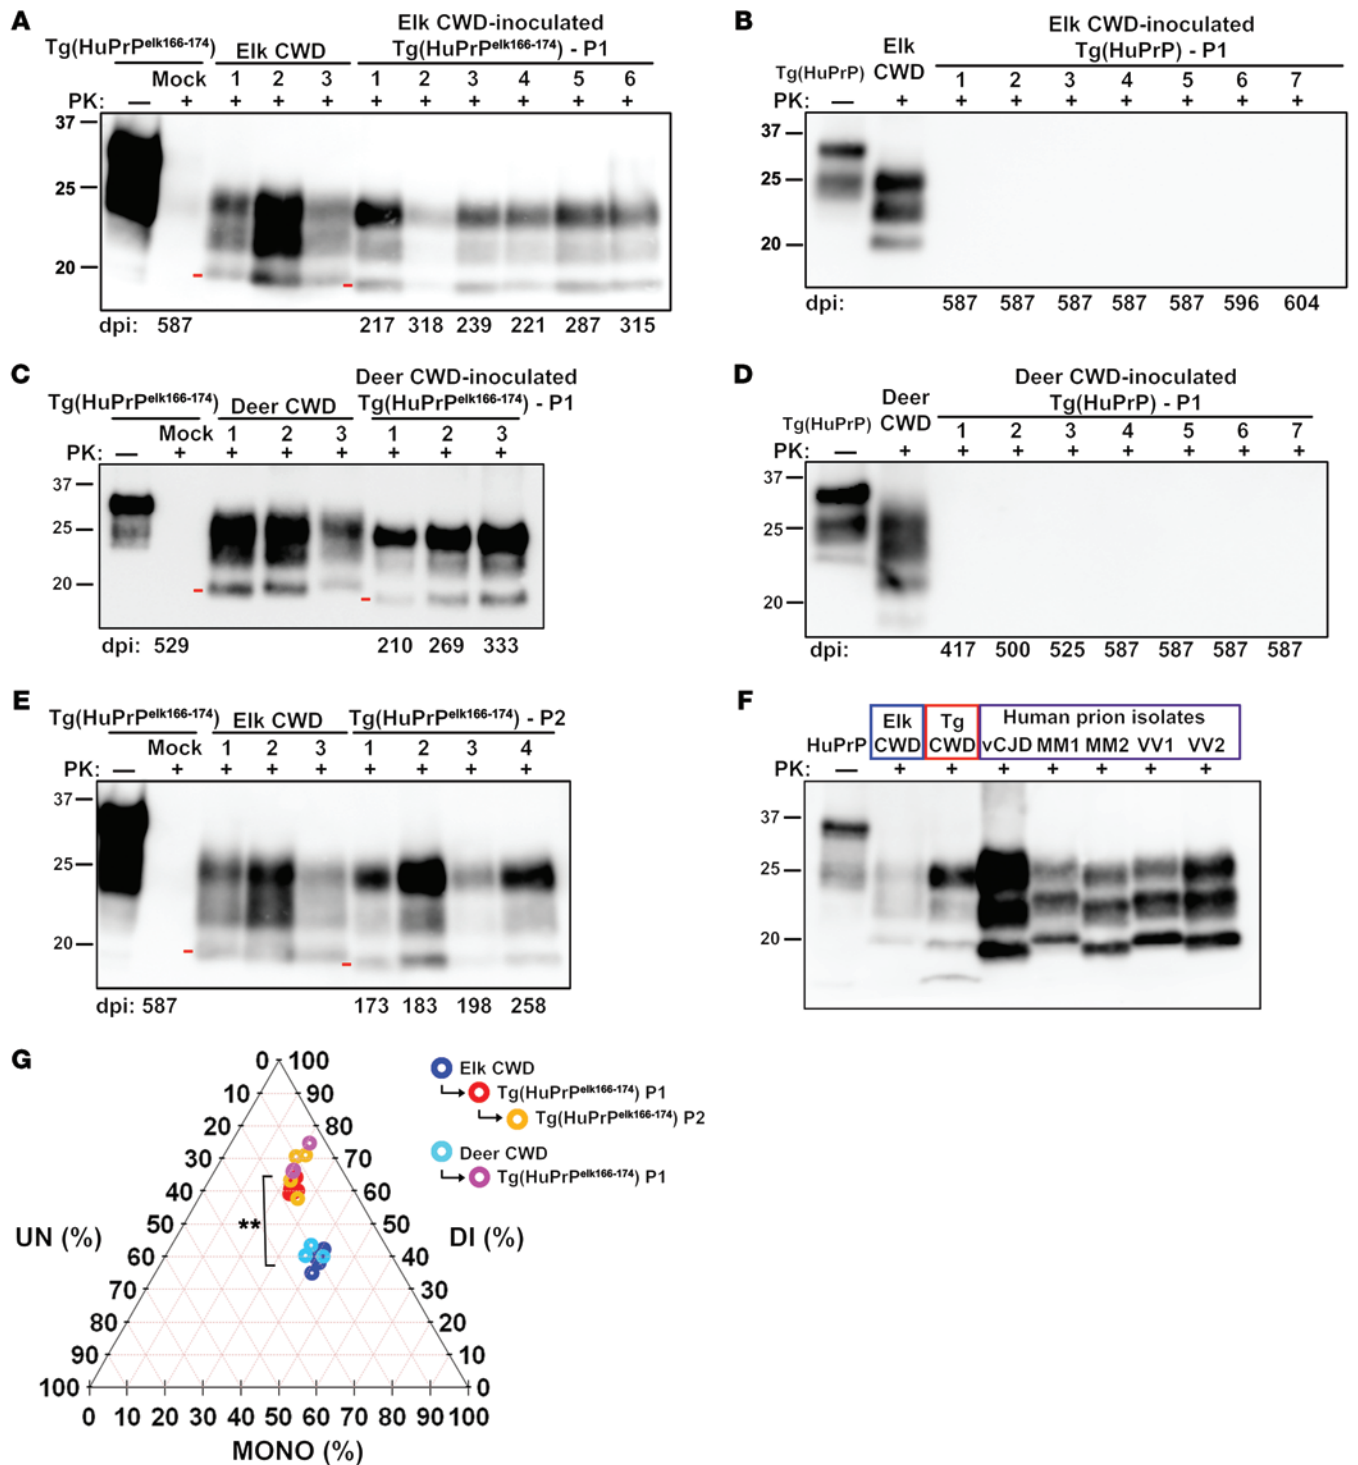 A
Elk CWD-inoculated
Tg(HuPrPelk166-174) Elk CWD Tg(HuPrPelk166-174) - P1
Mock 1 2 3 1 2 3 4 5 6
PK: — + + + + + + + + + +
37
25
20
dpi: 587 217 318 239 221 287 315
B
Elk CWD-inoculated
Elk Tg(HuPrP) - P1
Tg(HuPrP) CWD 1 2 3 4 5 6 7
PK: — + + + + + + + +
37
25
20
dpi: 587 587 587 587 587 596 604
C
Deer CWD-inoculated
Tg(HuPrPelk166-174) Deer CWD Tg(HuPrPelk166-174) - P1
Mock 1 2 3 1 2 3
PK: — + + + + + + +
37
25
20
dpi: 529 210 269 333
D
Deer CWD-inoculated
Deer Tg(HuPrP) - P1
Tg(HuPrP) CWD 1 2 3 4 5 6 7
PK: — + + + + + + + +
37
25
20
dpi: 417 500 525 587 587 587 587
E
Tg(HuPrPelk166-174) Elk CWD Tg(HuPrPelk166-174) - P2
Mock 1 2 3 1 2 3 4
PK: — + + + + + + + +
37
25
20
dpi: 587 173 183 198 258
F
Elk Tg Human prion isolates
HuPrP CWD CWD vCJD MM1 MM2 VV1 VV2
PK: — + + + + + + +
37
25
20
G
0 100
10 90
20 80
30 70
40 60
50 50
60 40
70 30
80 20
90 10
100 0
UN (%) DI (%)
**
0 10 20 30 40 50 60 70 80 90 100
MONO (%)
Elk CWD
Tg(HuPrPelk166-174) P1
Tg(HuPrPelk166-174) P2
Deer CWD
Tg(HuPrPelk166-174) P1